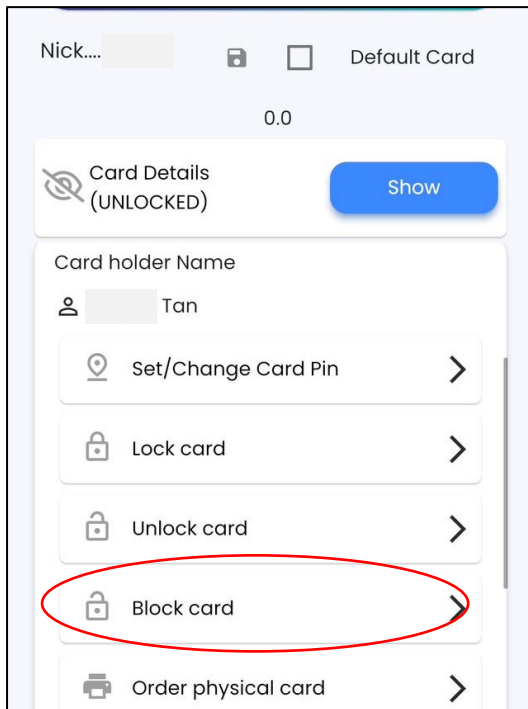 Nick.... Default Card
0.0
Card Details
(UNLOCKED)
Show
Card holder Name
Tan
Set/Change Card Pin
Lock card
Unlock card
Block card
Order physical card